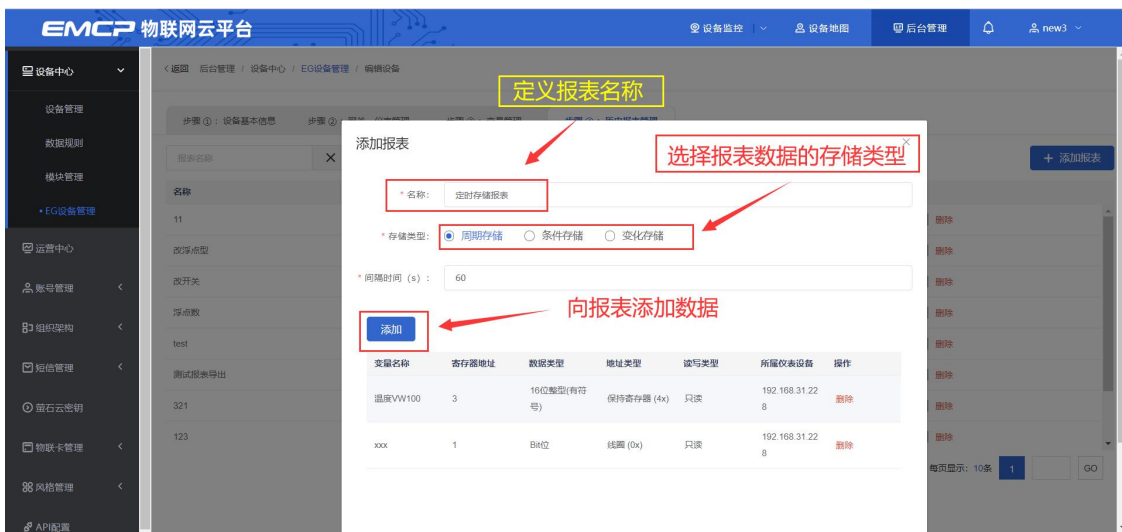 EMCP 物联网云平台
设备监控
设备地图
后台管理
new3
设备中心
<返回 后台管理 / 设备中心 / EG设备管理 / 编辑设备
定义报表名称
设备管理
步骤①：设备基本信息
步骤②：
数据规则
添加报表
选择报表数据的存储类型
报表名称
+ 添加报表
模块管理
* 名称：
定时存储报表
名称
•EG设备管理
11
删除
* 存储类型：
周期存储
条件存储
变化存储
运营中心
改浮点型
删除
账号管理
改开关
* 间隔时间（s）：
60
删除
浮点数
删除
组织架构
向报表添加数据
添加
test
删除
短信管理
变量名称 寄存器地址 数据类型 地址类型 读写类型 所属仪表设备 操作
测试报表导出
删除
温度VW100 3 16位整型(有符号) 保持寄存器 (4x) 只读 192.168.31.228 删除
萤石云密钥
321
删除
物联卡管理
123
xxx 1 Bit位 线圈 (0x) 只读 192.168.31.228 删除
删除
每页显示：10条 1 GO
风格管理
API配置